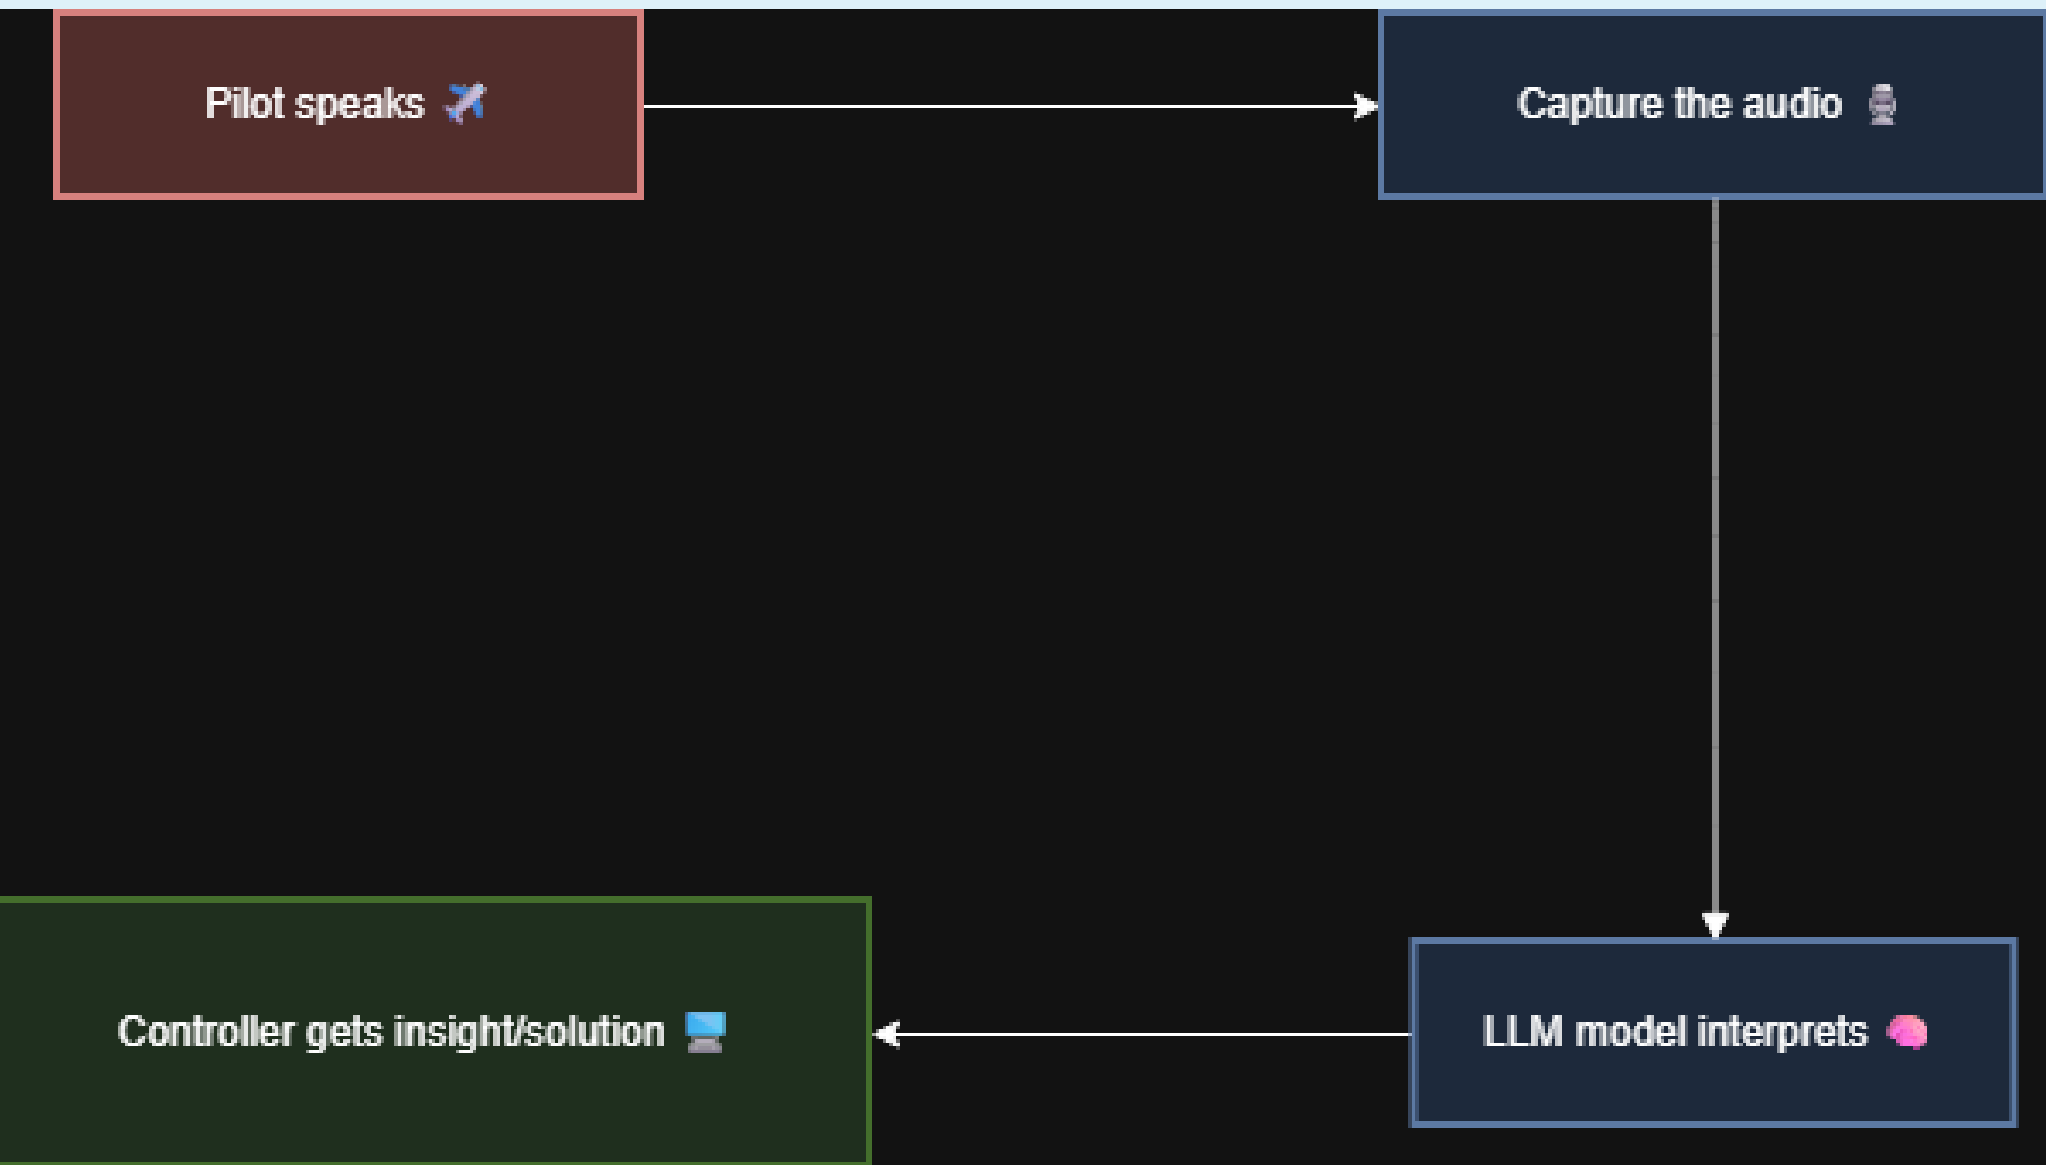 Pilot speaks ✈️
Capture the audio 🎙️
LLM model interprets 🧠
Controller gets insight/solution 🖥️